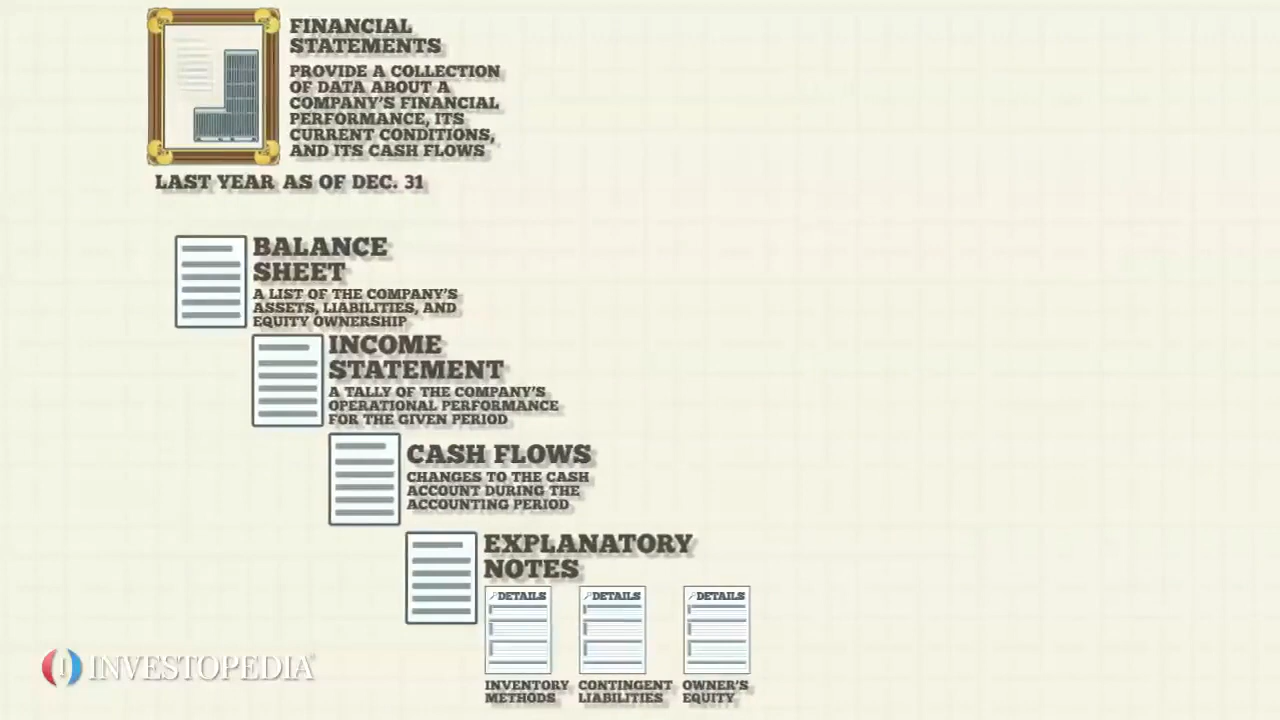 FINANCIAL
STATEMENTS
PROVIDE A COLLECTION
OF DATA ABOUT A
COMPANY'S FINANCIAL
PERFORMANCE, ITS
CURRENT CONDITIONS,
AND ITS CASH FLOWS
LAST YEAR AS OF DEC. 31
BALANCE
SHEET
A LIST OF THE COMPANY'S
ASSETS, LIABILITIES, AND
EQUITY OWNERSHIP
INCOME
STATEMENT
A TALLY OF THE COMPANY'S
OPERATIONAL PERFORMANCE
FOR THE GIVEN PERIOD
CASH FLOWS
CHANGES TO THE CASH
ACCOUNT DURING THE
ACCOUNTING PERIOD
EXPLANATORY
NOTES
DETAILS
INVENTORY
METHODS
DETAILS
CONTINGENT
LIABILITIES
DETAILS
OWNER'S
EQUITY
INVESTOPEDIA